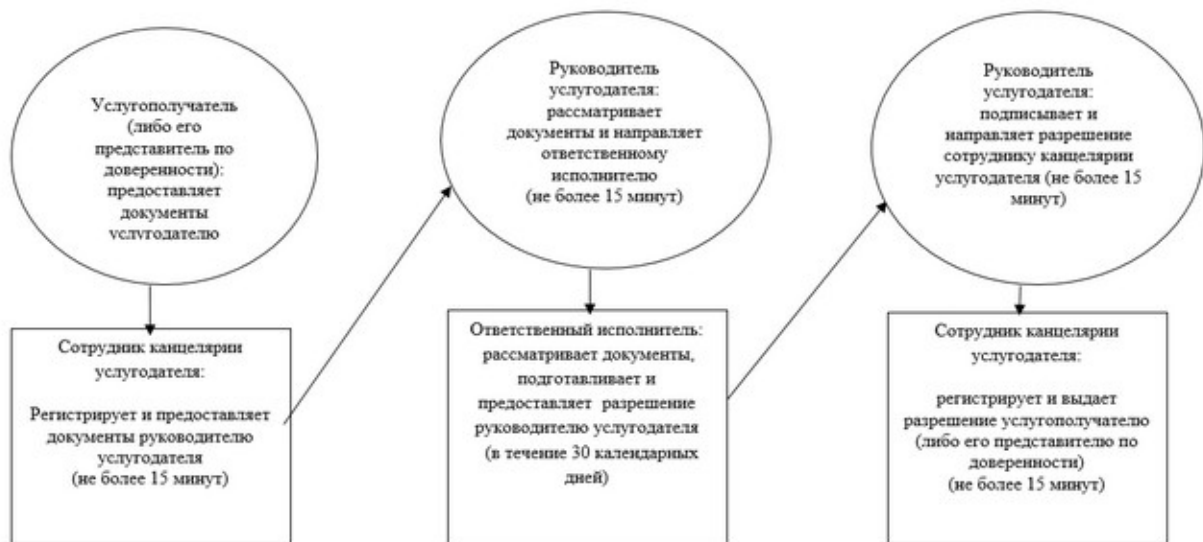 Услугополучатель
(либо его
представитель по
доверенности):
предоставляет
документы
услугодателю
Сотрудник канцелярии
услугодателя:
Регистрирует и предоставляет
документы руководителю
услугодателя
(не более 15 минут)
Руководитель
услугодателя:
рассматривает
документы и направляет
ответственному
исполнителю
(не более 15 минут)
Ответственный исполнитель:
рассматривает документы,
подготавливает и
предоставляет разрешение
руководителю услугодателя
(в течение 30 календарных
дней)
Руководитель
услугодателя:
подписывает и
направляет разрешение
сотруднику канцелярии
услугодателя (не более 15
минут)
Сотрудник канцелярии
услугодателя:
регистрирует и выдает
разрешение услугополучателю
(либо его представителю по
доверенности)
(не более 15 минут)